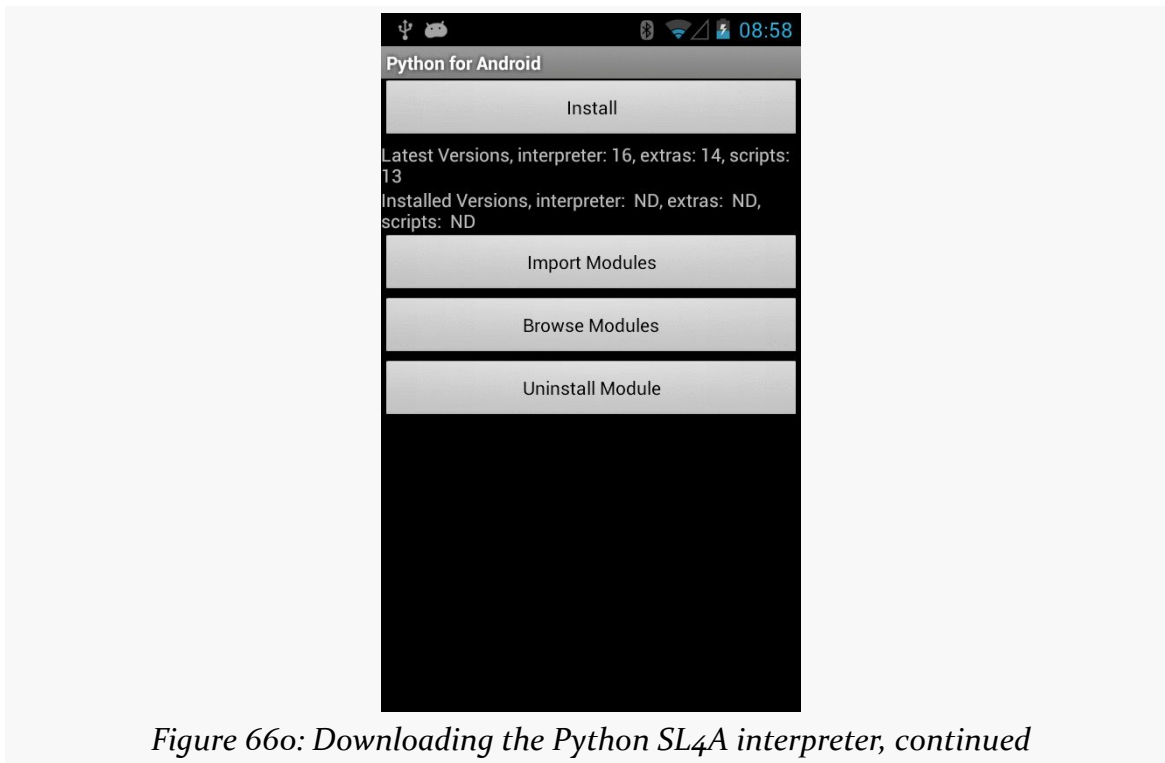 08:58
Python for Android
Install
Latest Versions, interpreter: 16, extras: 14, scripts:
13
Installed Versions, interpreter:  ND, extras:  ND,
scripts:  ND
Import Modules
Browse Modules
Uninstall Module
Figure 660: Downloading the Python SL4A interpreter, continued